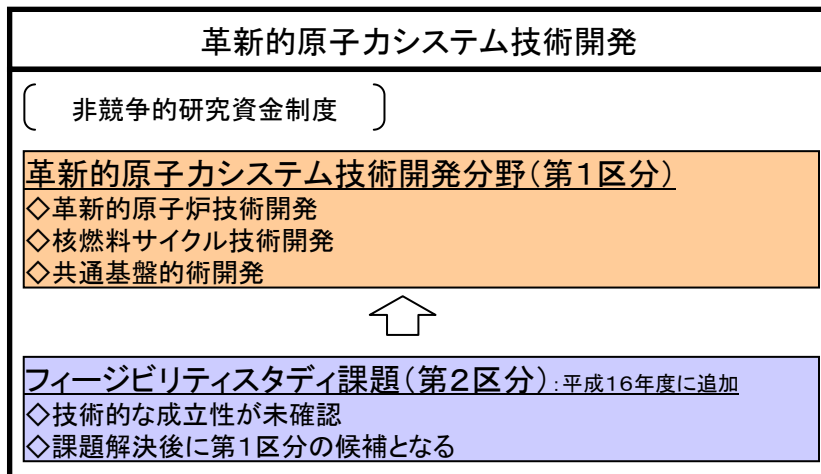 革新的原子力システム技術開発
非競争的研究資金制度
革新的原子力システム技術開発分野(第1区分)
◇革新的原子炉技術開発
◇核燃料サイクル技術開発
◇共通基盤的術開発
フィージビリティスタディ課題(第2区分):平成16年度に追加
◇技術的な成立性が未確認
◇課題解決後に第1区分の候補となる